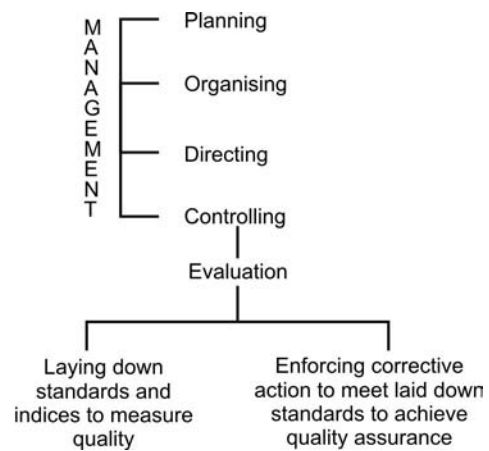 MANAGEMENT
Planning
Organising
Directing
Controlling
Evaluation
Laying down
standards and
indices to measure
quality
Enforcing corrective
action to meet laid down
standards to achieve
quality assurance